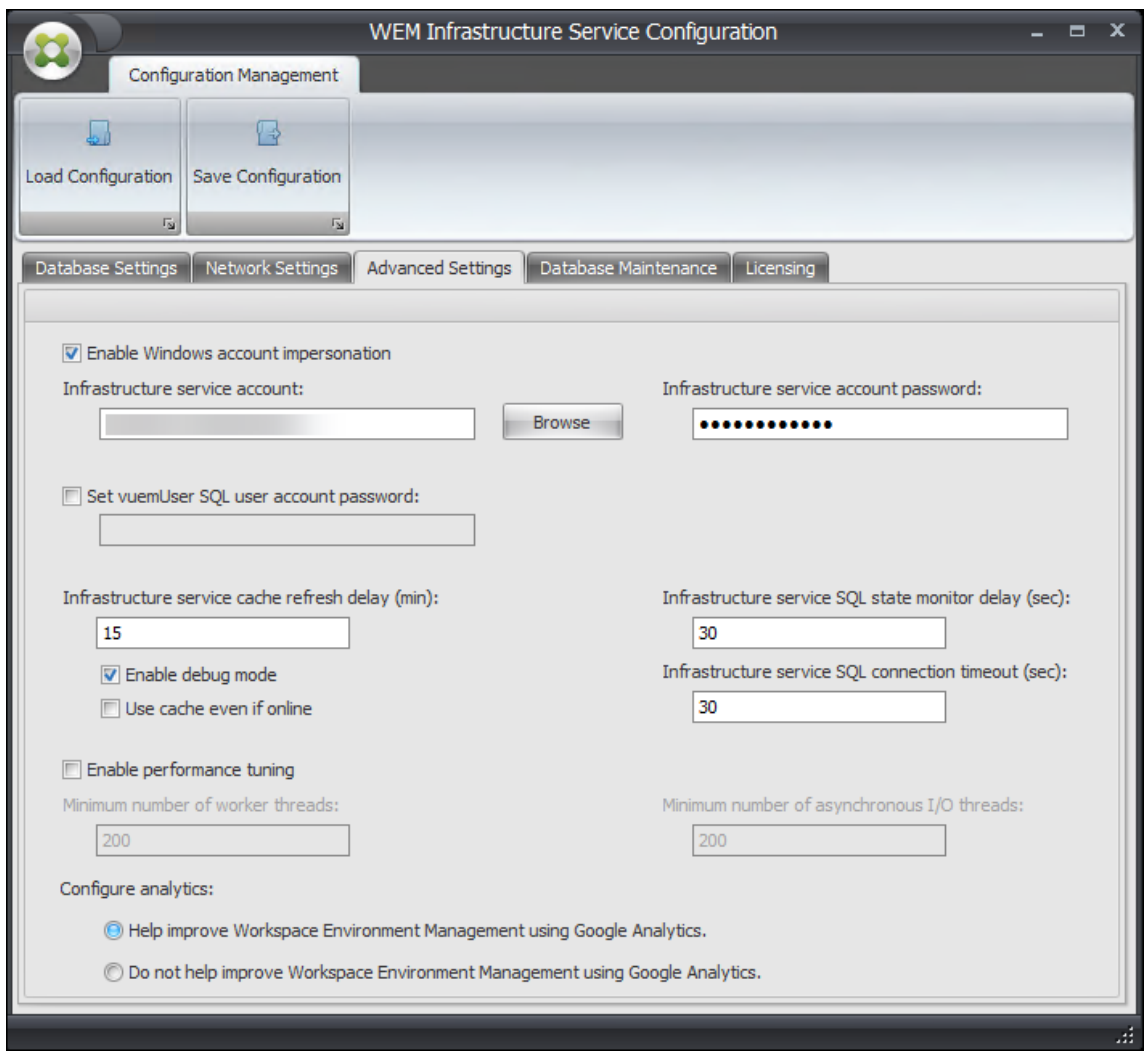 WEM Infrastructure Service Configuration
Configuration Management
Load Configuration Save Configuration
Database Settings Network Settings Advanced Settings Database Maintenance Licensing
Enable Windows account impersonation
Infrastructure service account: Infrastructure service account password:
Browse ●●●●●●●●●●●●
Set vuemUser SQL user account password:
Infrastructure service cache refresh delay (min): Infrastructure service SQL state monitor delay (sec):
15 30
Enable debug mode Infrastructure service SQL connection timeout (sec):
Use cache even if online 30
Enable performance tuning
Minimum number of worker threads: Minimum number of asynchronous I/O threads:
200 200
Configure analytics:
Help improve Workspace Environment Management using Google Analytics.
Do not help improve Workspace Environment Management using Google Analytics.